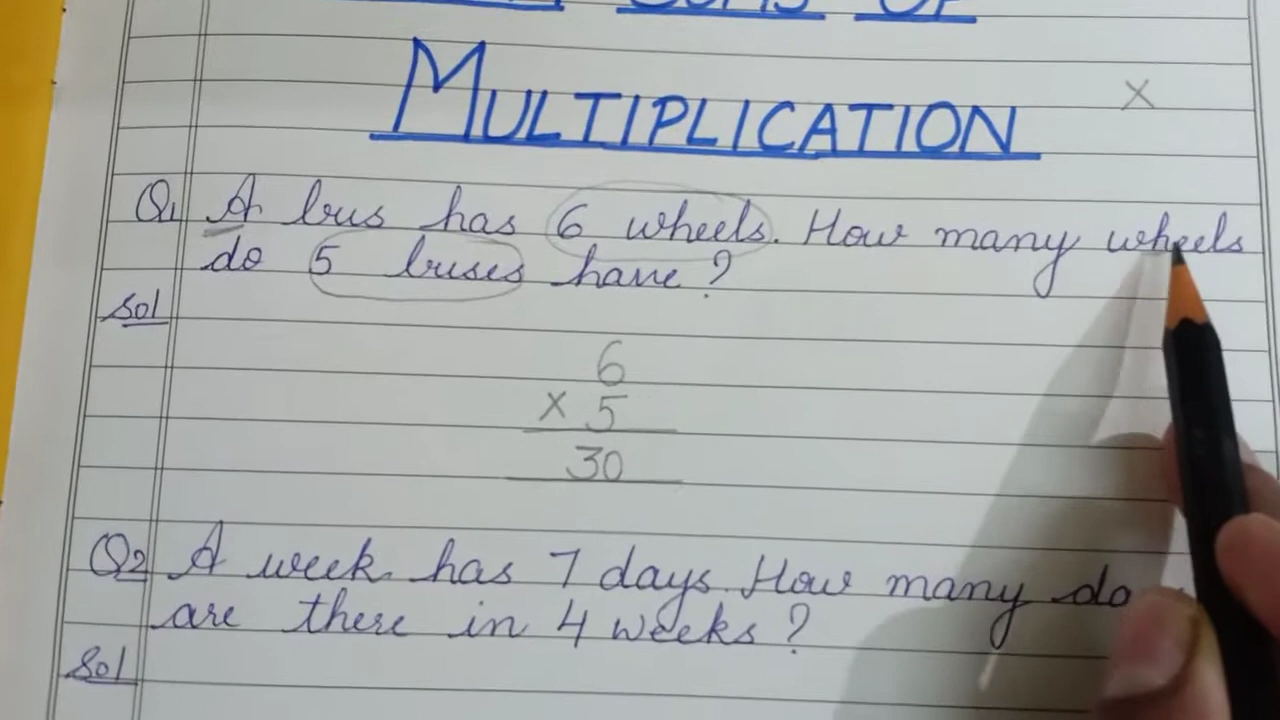 OF
MULTIPLICATION
×
Q1 A bus has 6 wheels. How many wheels
do 5 buses have?
Sol
6
× 5
30
Q2 A week has 7 days. How many
are there in 4 weeks?
Sol